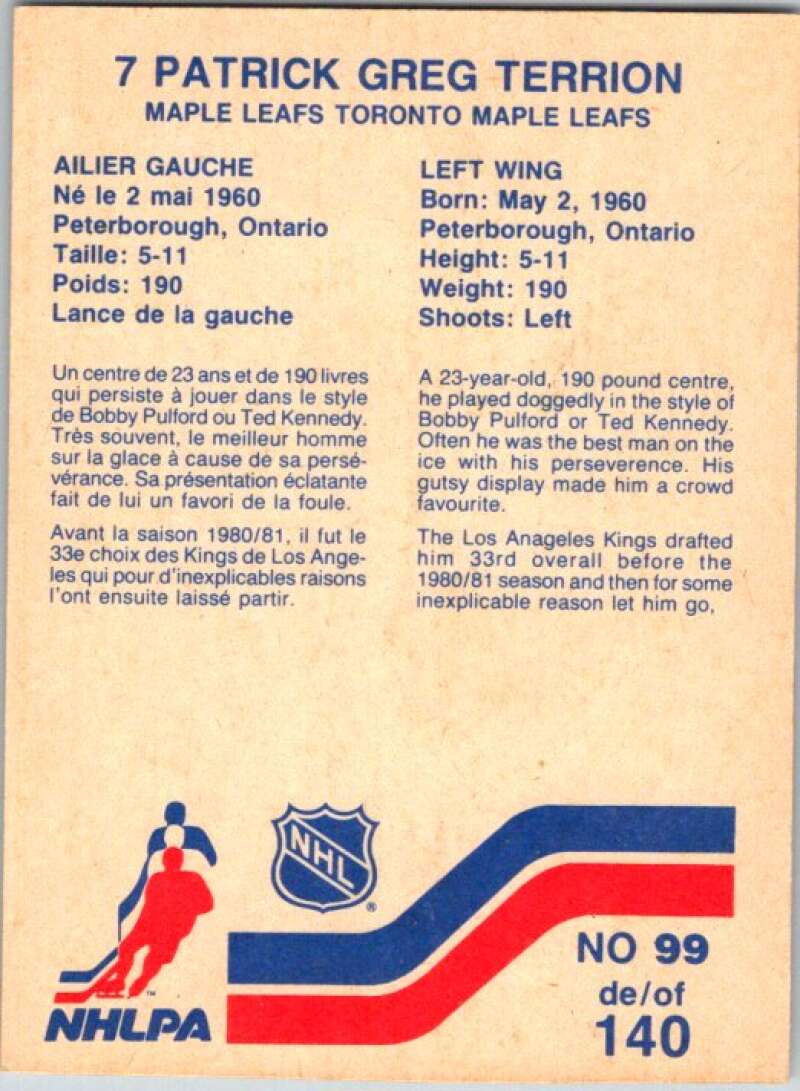 7 PATRICK GREG TERRION
MAPLE LEAFS TORONTO MAPLE LEAFS
AILIER GAUCHE
Né le 2 mai 1960
Peterborough, Ontario
Taille: 5-11
Poids: 190
Lance de la gauche
Un centre de 23 ans et de 190 livres
qui persiste à jouer dans le style
de Bobby Pulford ou Ted Kennedy.
Très souvent, le meilleur homme
sur la glace à cause de sa persé-
vérance. Sa présentation éclatante
fait de lui un favori de la foule.
Avant la saison 1980/81, il fut le
33e choix des Kings de Los Ange-
les qui pour d'inexplicables raisons
l'ont ensuite laissé partir.
LEFT WING
Born: May 2, 1960
Peterborough, Ontario
Height: 5-11
Weight: 190
Shoots: Left
A 23-year-old, 190 pound centre,
he played doggedly in the style of
Bobby Pulford or Ted Kennedy.
Often he was the best man on the
ice with his perseverence. His
gutsy display made him a crowd
favourite.
The Los Anageles Kings drafted
him 33rd overall before the
1980/81 season and then for some
inexplicable reason let him go,
NHL
®
™
NHLPA
NO 99
de/of
140